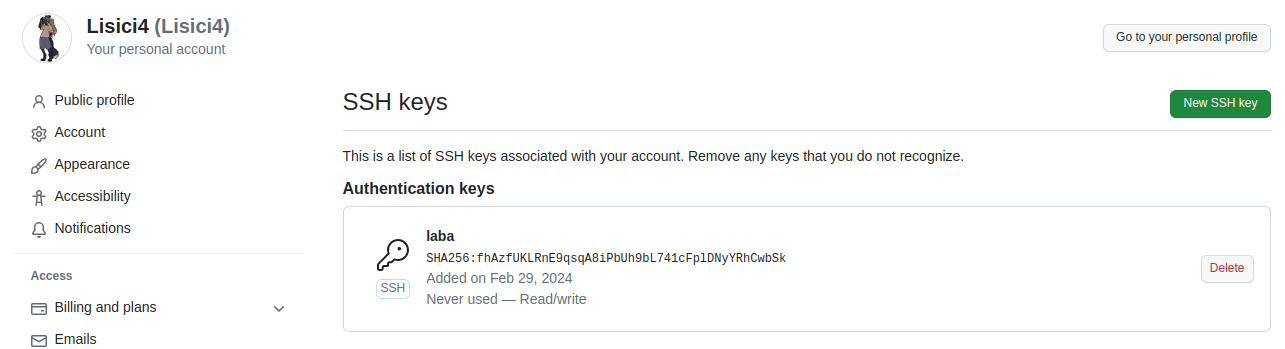 Lisici4 (Lisici4)
Your personal account
Go to your personal profile
Public profile
Account
Appearance
Accessibility
Notifications
Access
Billing and plans
Emails
SSH keys
New SSH key
This is a list of SSH keys associated with your account. Remove any keys that you do not recognize.
Authentication keys
laba
SHA256:fhAzfUKLRnE9qsqA8iPbUh9bL741cFplDNyYRhCwbSk
Added on Feb 29, 2024
Never used — Read/write
SSH
Delete